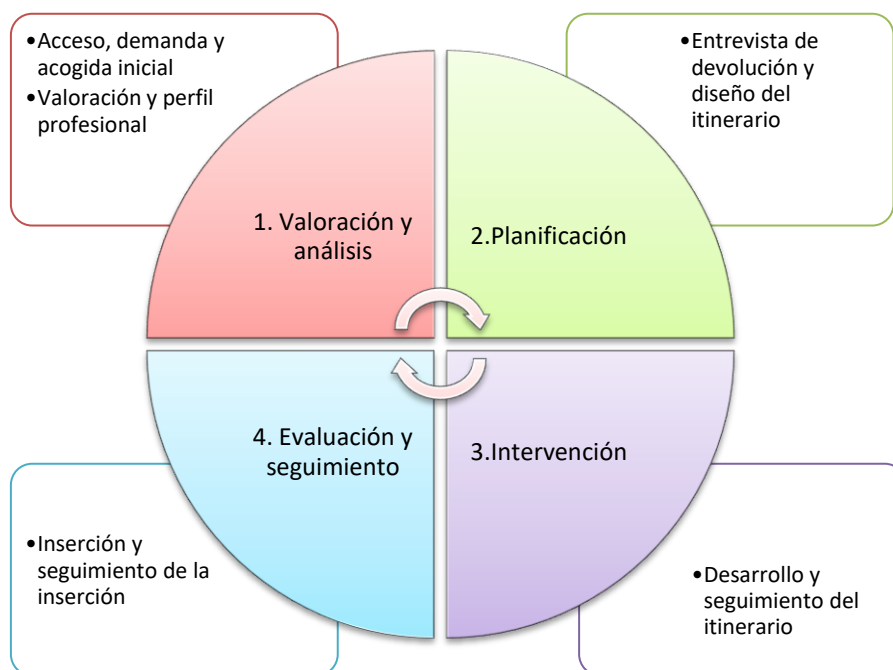 •Acceso, demanda y
acogida inicial
•Valoración y perfil
profesional
•Entrevista de
devolución y
diseño del
itinerario
1. Valoración y
análisis
2.Planificación
4. Evaluación y
seguimiento
3.Intervención
•Inserción y
seguimiento de la
inserción
•Desarrollo y
seguimiento del
itinerario